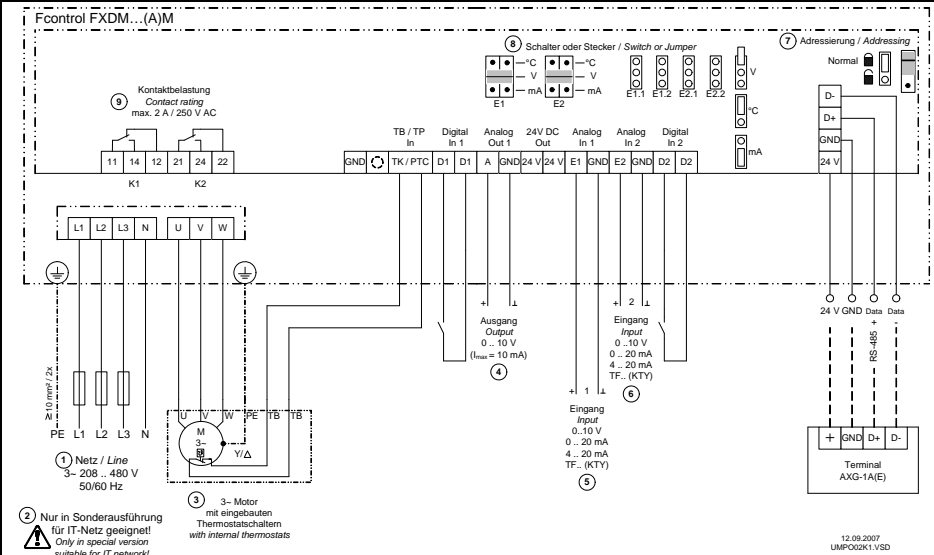 Fcontrol FXDM...(A)M
8 Schalter oder Stecker / Switch or Jumper
7 Adressierung / Addressing
Normal
°C
V
mA
E1
°C
V
mA
E2
E1.1 E1.2 E2.1 E2.2
V
°C
mA
9 Kontaktbelastung
Contact rating
max. 2 A / 250 V AC
11 14 12 21 24 22
K1 K2
TB / TP
In
Digital
In 1
Analog
Out 1
24V DC
Out
Analog
In 1
Analog
In 2
Digital
In 2
GND TK / PTC D1 D1 A GND 24 V 24 V E1 GND E2 GND D2 D2
D-
D+
GND
24 V
L1 L2 L3 N U V W
≥10 mm² / 2x
PE L1 L2 L3 N
1 Netz / Line
3~ 208 .. 480 V
50/60 Hz
2 Nur in Sonderausführung
für IT-Netz geeignet!
Only in special version
suitable for IT network!
U V W PE TB TB
M
3~
Y/Δ
3 3~ Motor
mit eingebauten
Thermostatschaltern
with internal thermostats
+ ⊥
Ausgang
Output
0 .. 10 V
(Imax = 10 mA)
4
+ 1 ⊥
Eingang
Input
0..10 V
0 .. 20 mA
4 .. 20 mA
TF.. (KTY)
5
+ 2 ⊥
Eingang
Input
0 ..10 V
0 .. 20 mA
4 .. 20 mA
TF.. (KTY)
6
24 V GND Data + Data -
RS-485
+ GND D+ D-
Terminal
AXG-1A(E)
12.09.2007
UMPO02K1.VSD